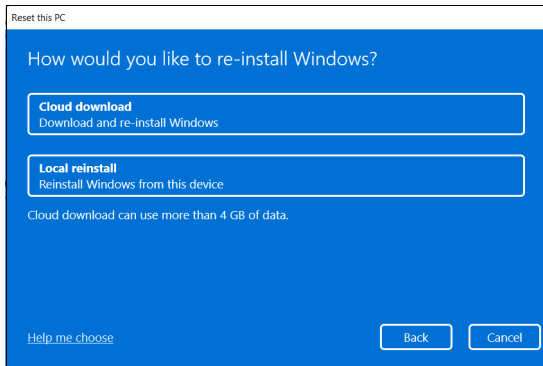 Reset this PC
How would you like to re-install Windows?
Cloud download
Download and re-install Windows
Local reinstall
Reinstall Windows from this device
Cloud download can use more than 4 GB of data.
Help me choose
Back
Cancel